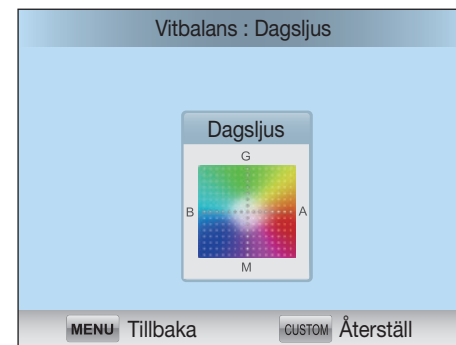 Vitbalans : Dagsljus
Dagsljus
G
B A
M
MENU Tillbaka CUSTOM Återställ